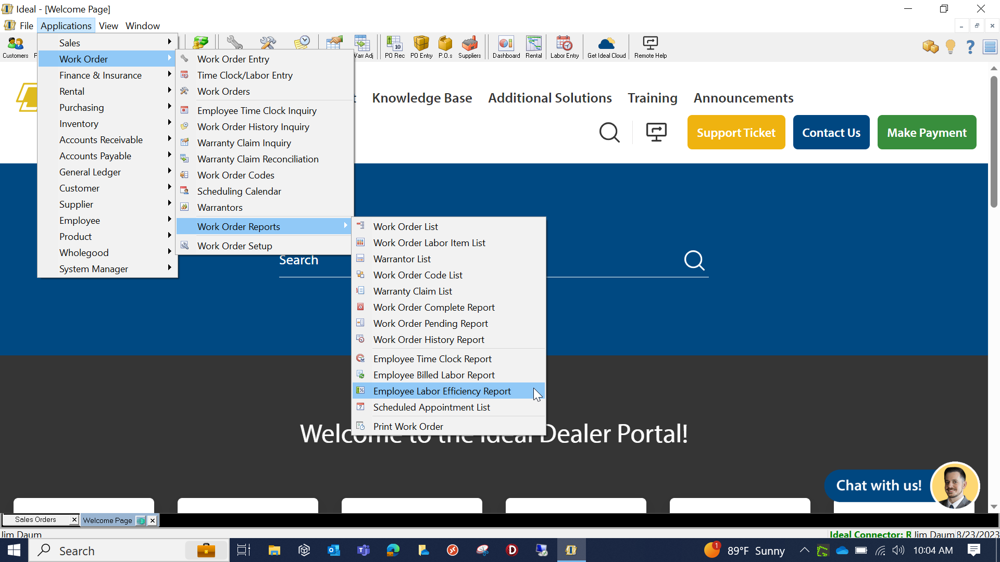 Ideal - [Welcome Page]
File Applications View Window
Customers
Warr Adj PO Rec PO Entry P.O.s Suppliers Dashboard Rental Labor Entry Get Ideal Cloud Remote Help
10
Sales
Work Order
Finance & Insurance
Rental
Purchasing
Inventory
Accounts Receivable
Accounts Payable
General Ledger
Customer
Supplier
Employee
Product
Wholegood
System Manager
Work Order Entry
Time Clock/Labor Entry
Work Orders
Employee Time Clock Inquiry
Work Order History Inquiry
Warranty Claim Inquiry
Warranty Claim Reconciliation
Work Order Codes
Scheduling Calendar
Warrantors
Work Order Reports
Work Order Setup
Work Order List
Work Order Labor Item List
Warrantor List
Work Order Code List
Warranty Claim List
Work Order Complete Report
Work Order Pending Report
Work Order History Report
Employee Time Clock Report
Employee Billed Labor Report
Employee Labor Efficiency Report
Scheduled Appointment List
Print Work Order
Knowledge Base Additional Solutions Training Announcements
Support Ticket Contact Us Make Payment
Search
Welcome to the Ideal Dealer Portal!
Chat with us!
Sales Orders Welcome Page
Jim Daum Ideal Connector: R Jim Daum 8/23/2023
Search 1 89°F Sunny 10:04 AM